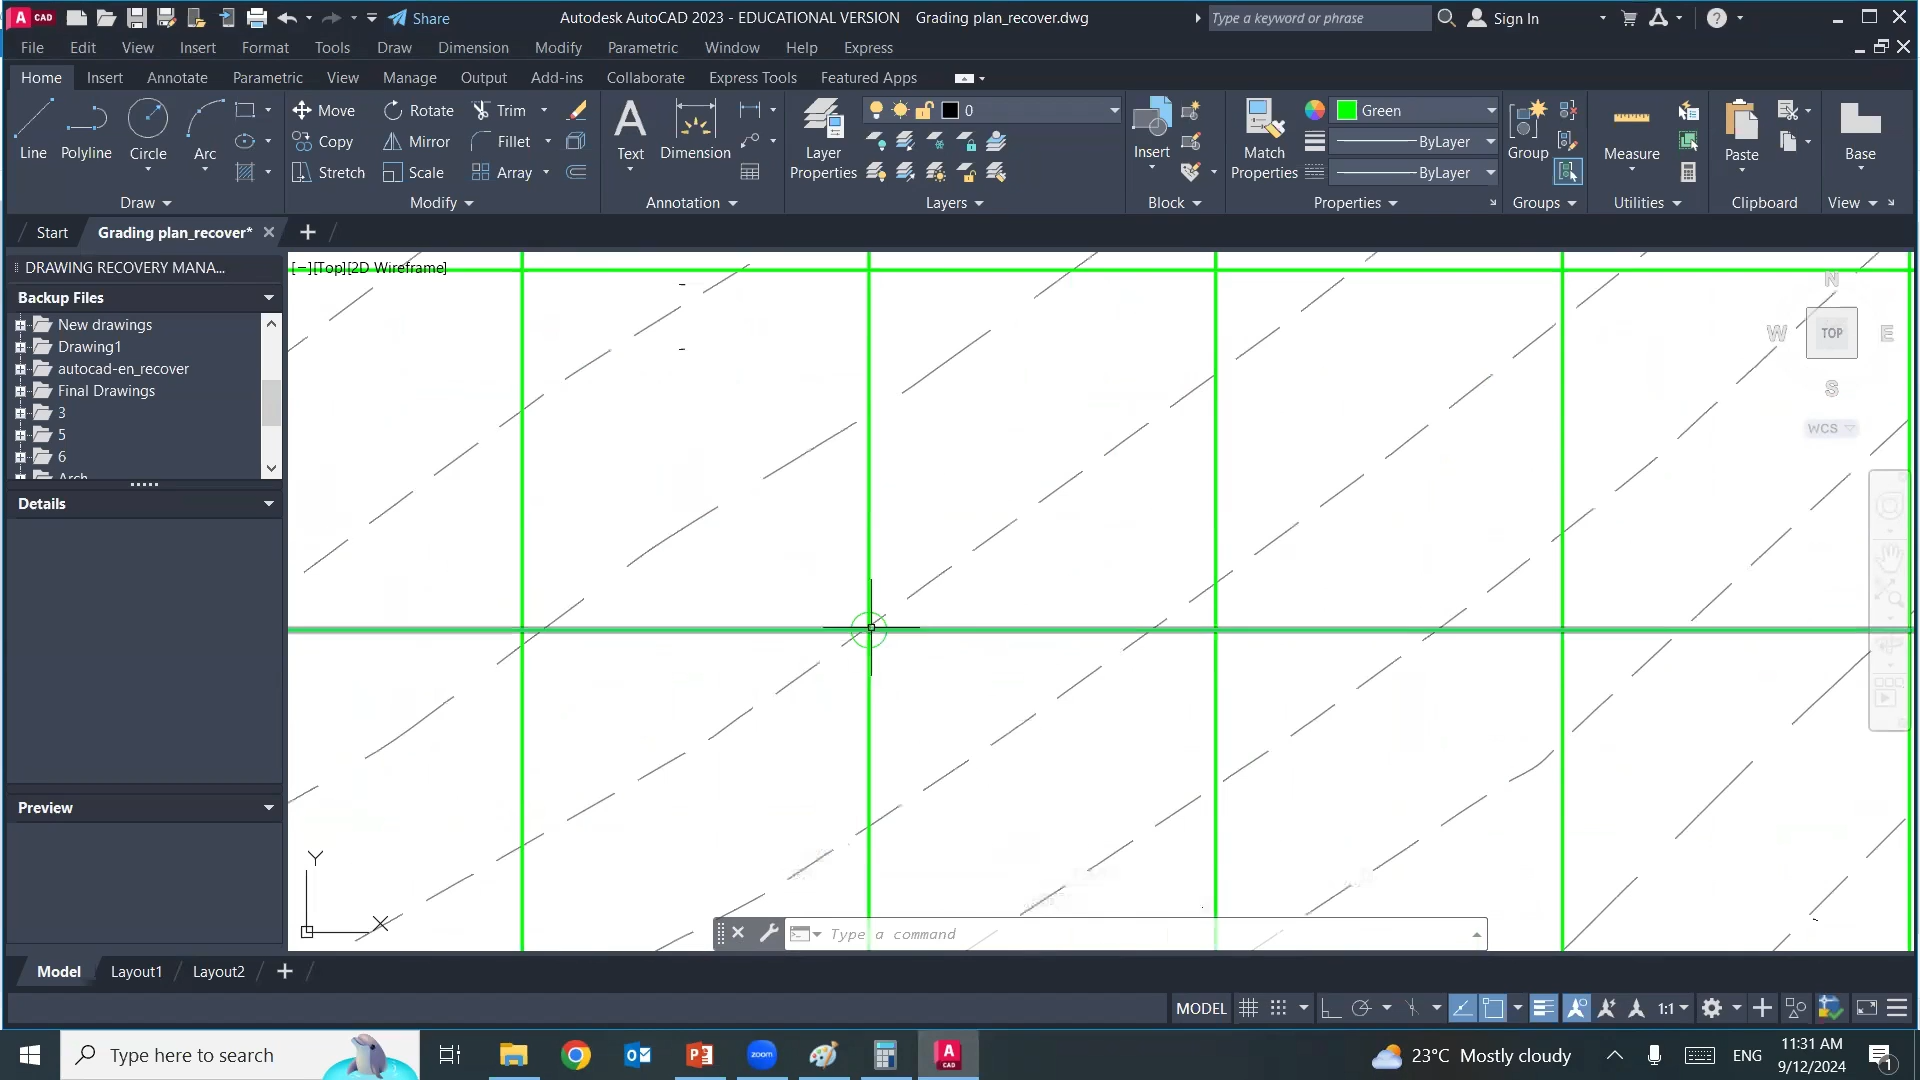 A CAD Share Autodesk AutoCAD 2023 - EDUCATIONAL VERSION Grading plan_recover.dwg Type a keyword or phrase Sign In ?
File Edit View Insert Format Tools Draw Dimension Modify Parametric Window Help Express
Home Insert Annotate Parametric View Manage Output Add-ins Collaborate Express Tools Featured Apps
Line Polyline Circle Arc
Move Rotate Trim
Copy Mirror Fillet
Stretch Scale Array
Text Dimension
Layer Properties
0
Insert
Match Properties
Green
ByLayer
ByLayer
Group
Measure
Paste
Base
Draw Modify Annotation Layers Block Properties Groups Utilities Clipboard View
Start Grading plan_recover*
DRAWING RECOVERY MANA...
Backup Files
New drawings
Drawing1
autocad-en_recover
Final Drawings
3
5
6
Arch
Details
Preview
[−][Top][2D Wireframe]
N
W TOP E
S
WCS
Y
X
Type a command
Model Layout1 Layout2
MODEL 1:1
Type here to search
zoom
A CAD
23°C Mostly cloudy
ENG
11:31 AM
9/12/2024
1